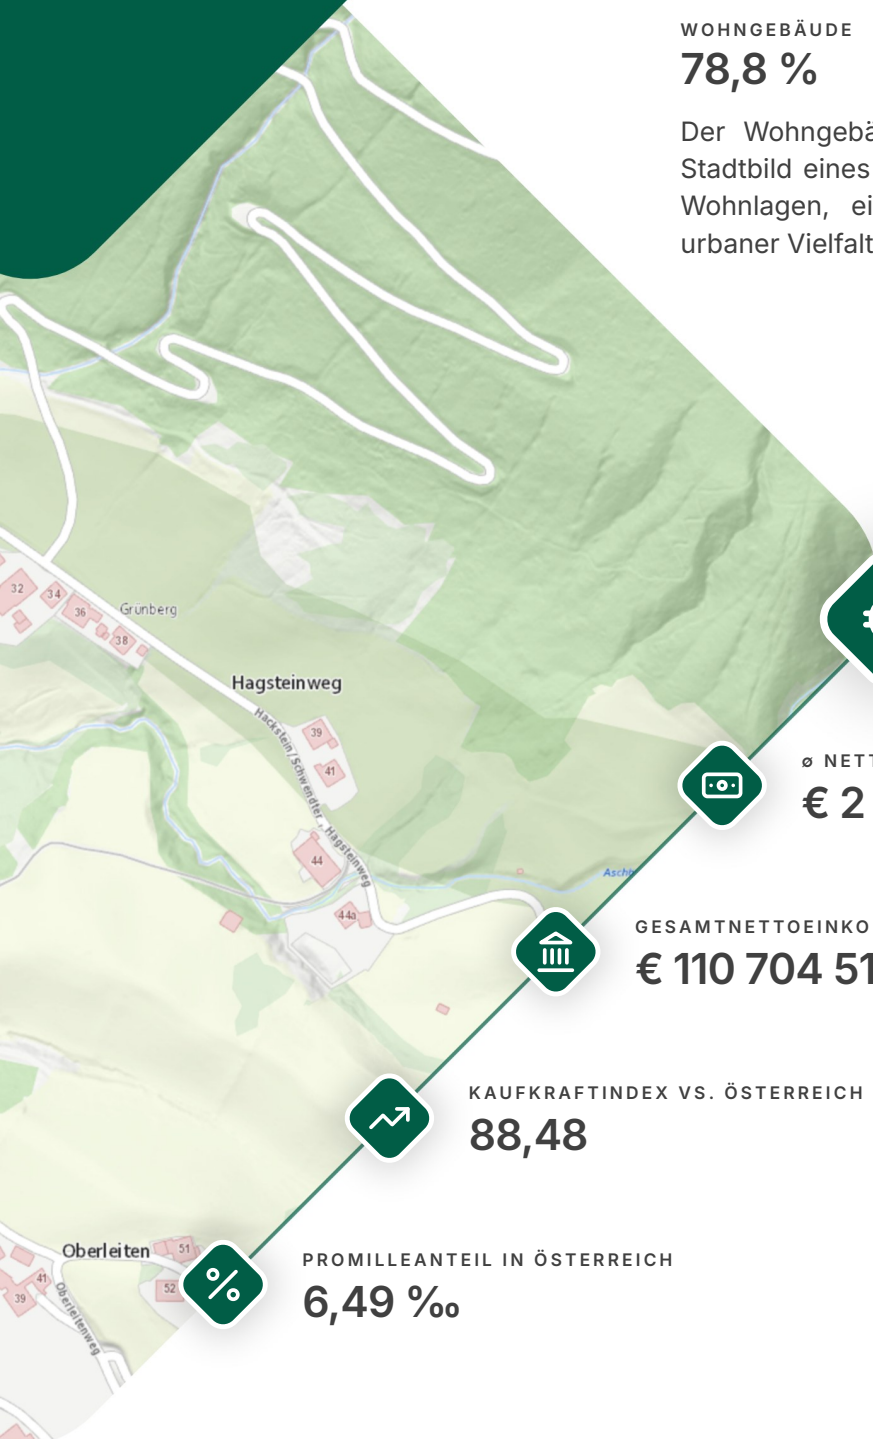 WOHNGEBÄUDE
78,8 %
Der Wohngebä
Stadtbild eines
Wohnlagen, ei
urbaner Vielfalt
32
34
36
38
Grünberg
Hagsteinweg
Hackstein/Schwendter - Hagsteinweg
39
41
44
44a
Aschb
ø NETT
€ 2
GESAMTNETTOEINKO
€ 110 704 51
KAUFKRAFTINDEX VS. ÖSTERREICH
88,48
Oberleiten
51
52
41
39
Oberleitenweg
PROMILLEANTEIL IN ÖSTERREICH
6,49 ‰